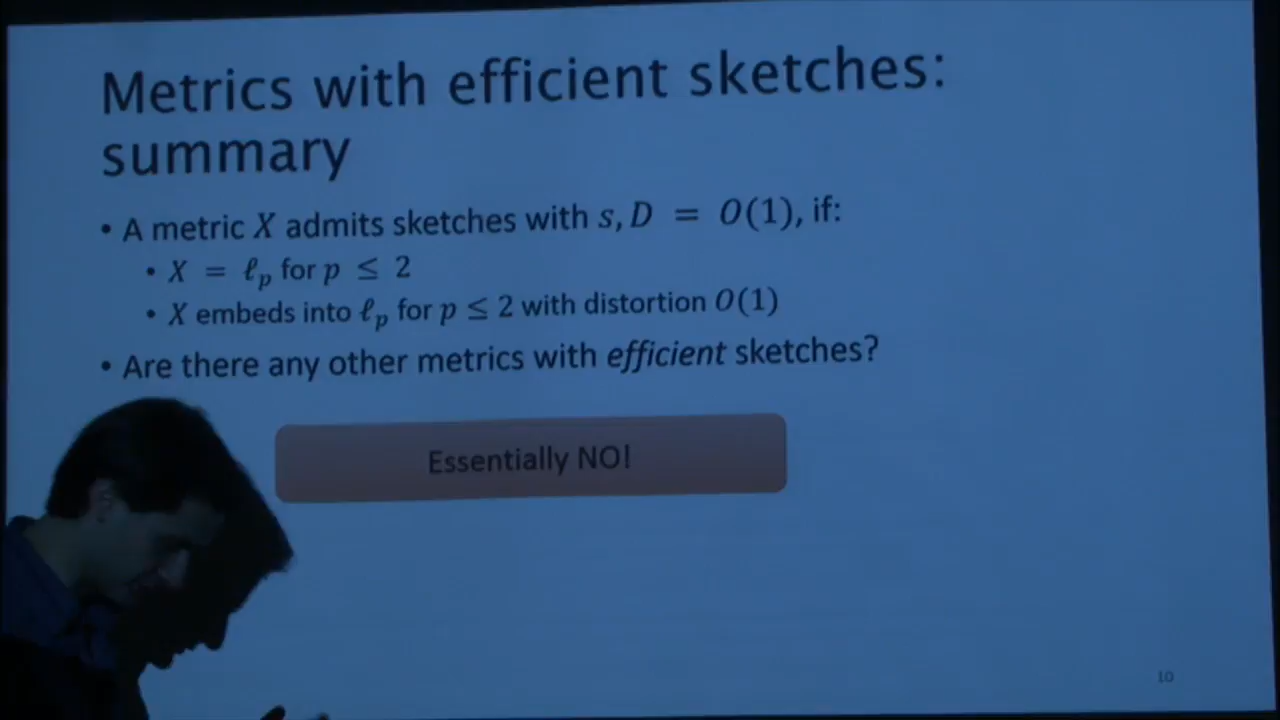 Metrics with efficient sketches:
summary
• A metric X admits sketches with s, D = O(1), if:
• X = ℓₚ for p ≤ 2
• X embeds into ℓₚ for p ≤ 2 with distortion O(1)
• Are there any other metrics with efficient sketches?
Essentially NO!
10